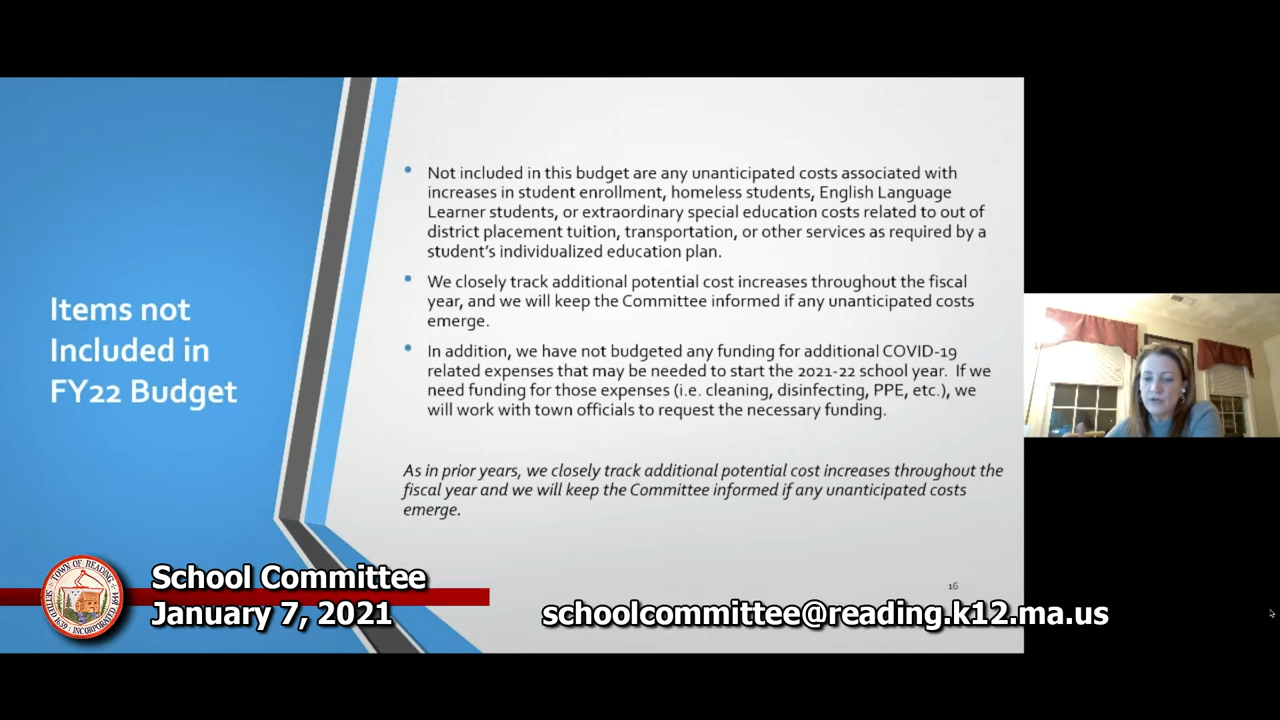 Items not
Included in
FY22 Budget
• Not included in this budget are any unanticipated costs associated with
increases in student enrollment, homeless students, English Language
Learner students, or extraordinary special education costs related to out of
district placement tuition, transportation, or other services as required by a
student's individualized education plan.
• We closely track additional potential cost increases throughout the fiscal
year, and we will keep the Committee informed if any unanticipated costs
emerge.
• In addition, we have not budgeted any funding for additional COVID-19
related expenses that may be needed to start the 2021-22 school year. If we
need funding for those expenses (i.e. cleaning, disinfecting, PPE, etc.), we
will work with town officials to request the necessary funding.
As in prior years, we closely track additional potential cost increases throughout the
fiscal year and we will keep the Committee informed if any unanticipated costs
emerge.
16
TOWN OF READING
SETTLED 1639 · INCORPORATED 1644
School Committee
January 7, 2021
schoolcommittee@reading.k12.ma.us